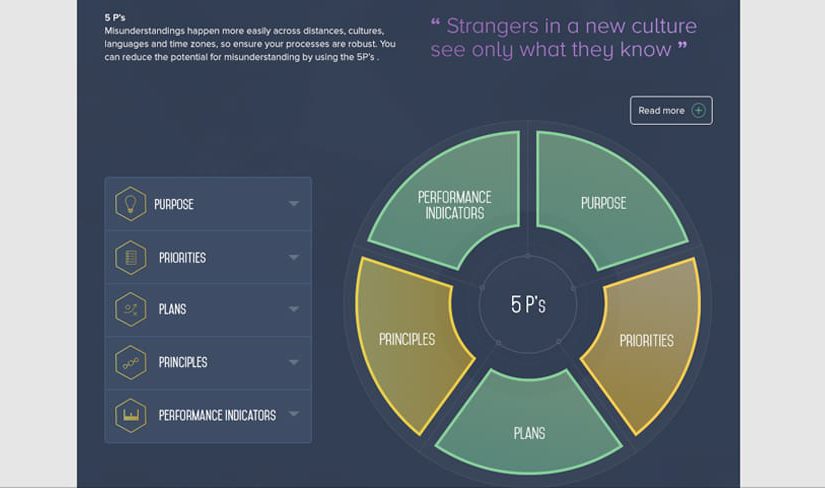 5 P's
Misunderstandings happen more easily across distances, cultures,
languages and time zones, so ensure your processes are robust. You
can reduce the potential for misunderstanding by using the 5P's .
“ Strangers in a new culture
see only what they know ”
Read more
PURPOSE
PRIORITIES
PLANS
PRINCIPLES
PERFORMANCE INDICATORS
PERFORMANCE
INDICATORS
PURPOSE
PRINCIPLES
5 P's
PRIORITIES
PLANS